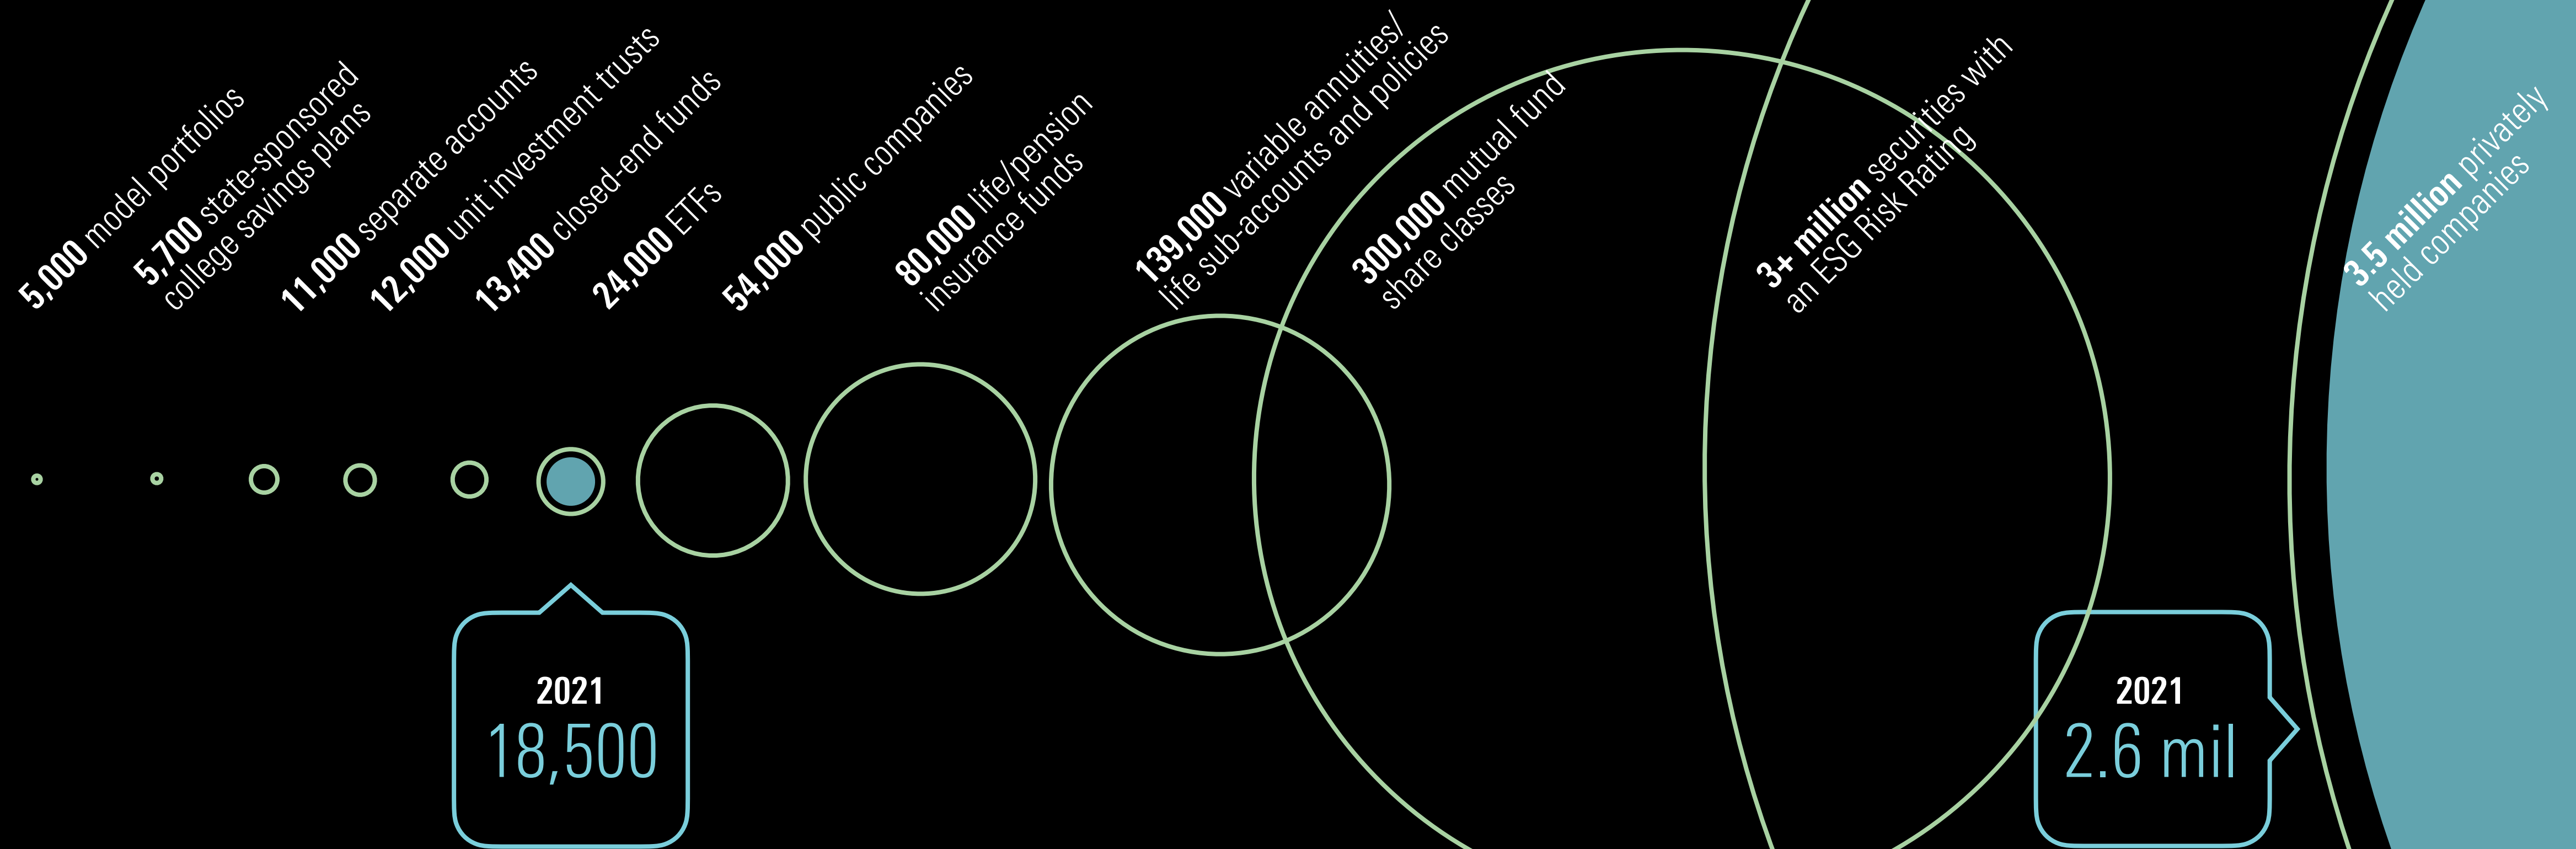 5,000 model portfolios
5,700 state-sponsored
college savings plans
11,000 separate accounts
12,000 unit investment trusts
13,400 closed-end funds
24,000 ETFs
54,000 public companies
80,000 life/pension
insurance funds
139,000 variable annuities/
life sub-accounts and policies
300,000 mutual fund
share classes
3+ million securities with
an ESG Risk Rating
3.5 million privately
held companies
2021
18,500
2021
2.6 mil